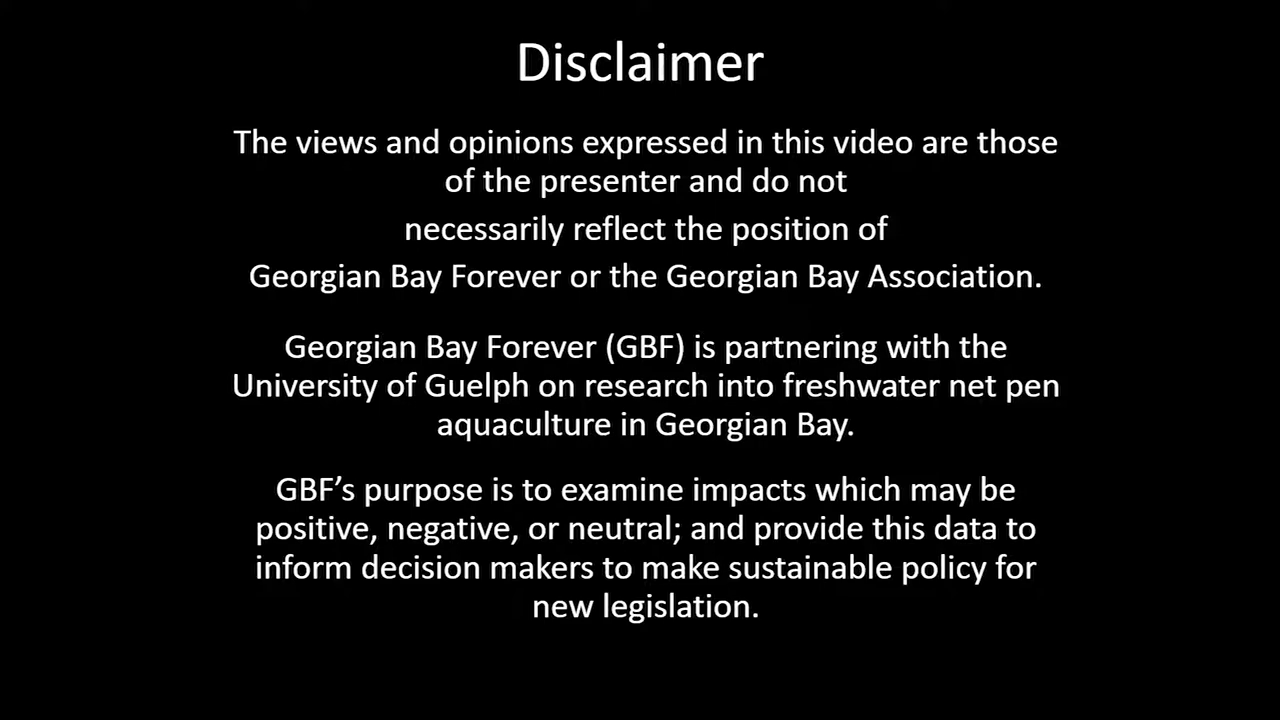 Disclaimer
The views and opinions expressed in this video are those
of the presenter and do not
necessarily reflect the position of
Georgian Bay Forever or the Georgian Bay Association.
Georgian Bay Forever (GBF) is partnering with the
University of Guelph on research into freshwater net pen
aquaculture in Georgian Bay.
GBF’s purpose is to examine impacts which may be
positive, negative, or neutral; and provide this data to
inform decision makers to make sustainable policy for
new legislation.